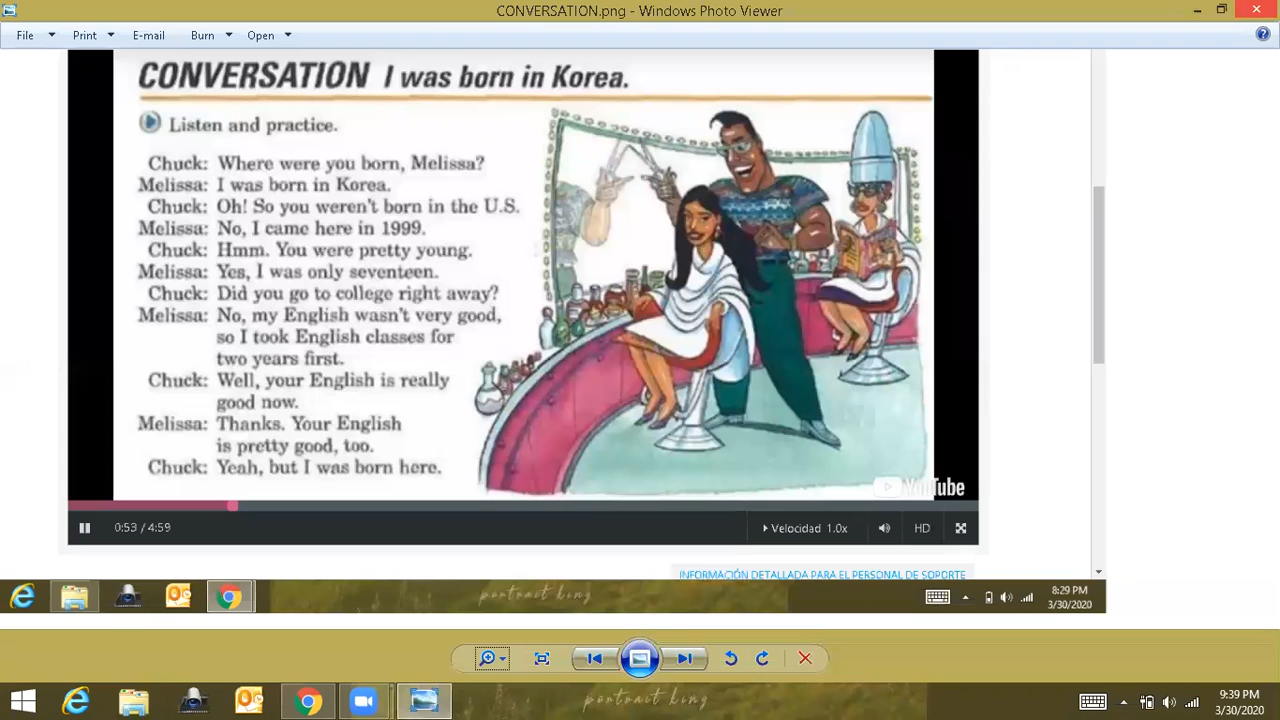 CONVERSATION.png - Windows Photo Viewer
File Print E-mail Burn Open
CONVERSATION I was born in Korea.
Listen and practice.
Chuck: Where were you born, Melissa?
Melissa: I was born in Korea.
Chuck: Oh! So you weren't born in the U.S.
Melissa: No, I came here in 1999.
Chuck: Hmm. You were pretty young.
Melissa: Yes, I was only seventeen.
Chuck: Did you go to college right away?
Melissa: No, my English wasn't very good,
so I took English classes for
two years first.
Chuck: Well, your English is really
good now.
Melissa: Thanks. Your English
is pretty good, too.
Chuck: Yeah, but I was born here.
YouTube
0:53 / 4:59 Velocidad 1.0x HD
INFORMACIÓN DETALLADA PARA EL PERSONAL DE SOPORTE
portrait king
8:29 PM
3/30/2020
portrait king
9:39 PM
3/30/2020